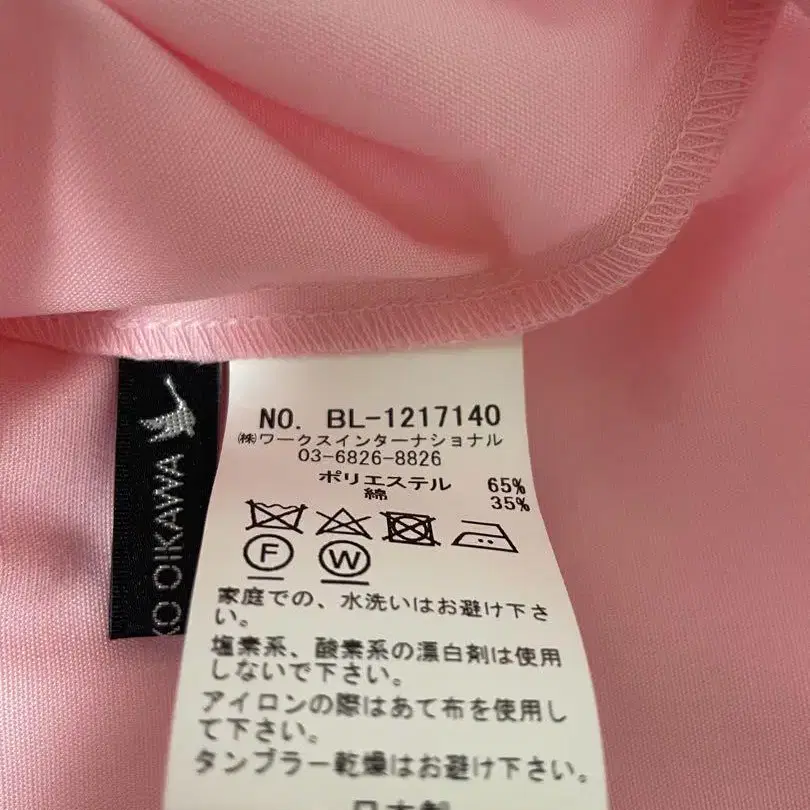 NO. BL-1217140
㈱ワークスインターナショナル
03-6826-8826
ポリエステル 65%
綿 35%
F W
家庭での、水洗いはお避け下さ
い。
塩素系、酸素系の漂白剤は使用
しないで下さい。
アイロンの際はあて布を使用し
て下さい。
タンブラー乾燥はお避け下さい。
日本製
KO OIKAWA